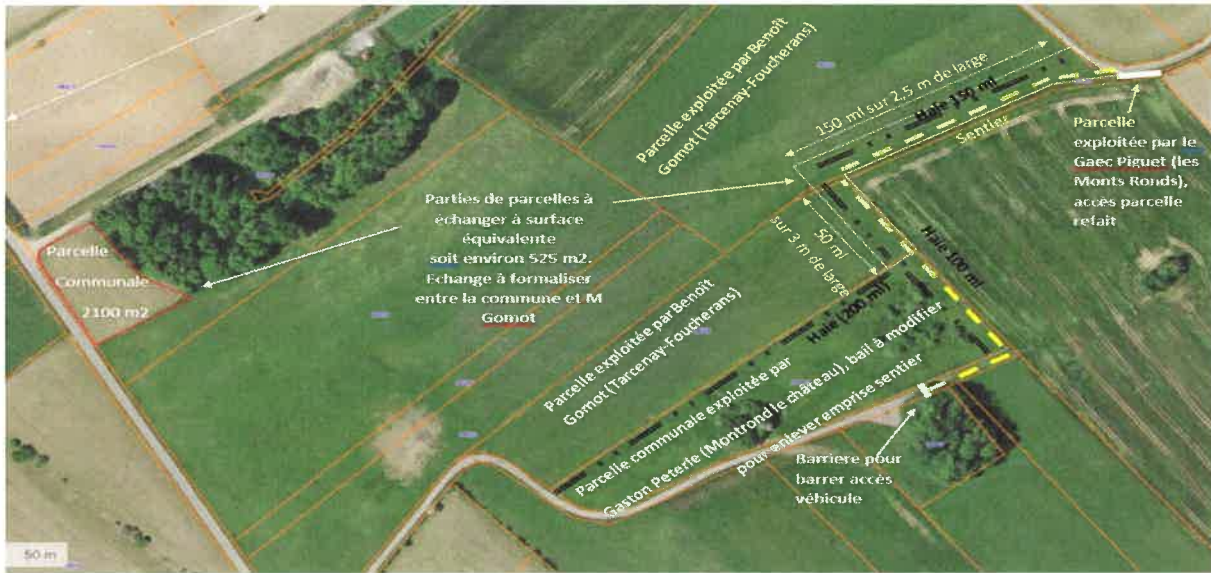 Parcelle exploitée par Benoît
Gomot (Tarcenay-Foucherans)
150 ml sur 2,5 m de large
Haie 150 ml
Sentier
Parcelle
exploitée par le
Gaec Piguet (les
Monts Ronds),
accès parcelle
refait
Parties de parcelles à
échanger à surface
équivalente
soit environ 525 m2.
Echange à formaliser
entre la commune et M
Gomot
Parcelle
Communale
2100 m2
50 ml
sur 3 m de large
Haie 100 ml
Haie (200 ml)
Parcelle exploitée par Benoît
Gomot (Tarcenay-Foucherans)
Parcelle communale exploitée par
Gaston Peterle (Montrond le château), bail à modifier
pour enlever emprise sentier
Barriere pour
barrer accès
véhicule
50 m